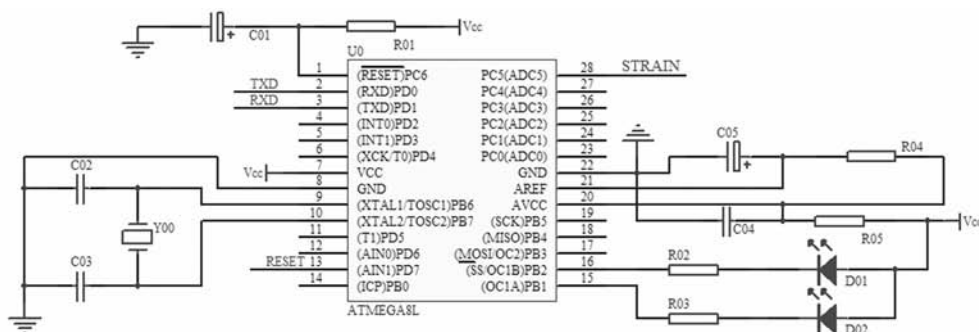 C01
R01
Vcc
U0
1 (RESET)PC6 PC5(ADC5) 28 STRAIN
TXD 2 (RXD)PD0 PC4(ADC4) 27
RXD 3 (TXD)PD1 PC3(ADC3) 26
4 (INT0)PD2 PC2(ADC2) 25
5 (INT1)PD3 PC1(ADC1) 24
6 (XCK/T0)PD4 PC0(ADC0) 23
Vcc 7 VCC GND 22
8 GND AREF 21
9 (XTAL1/TOSC1)PB6 AVCC 20
10 (XTAL2/TOSC2)PB7 (SCK)PB5 19
11 (T1)PD5 (MISO)PB4 18
12 (AIN0)PD6 (MOSI/OC2)PB3 17
RESET 13 (AIN1)PD7 (SS/OC1B)PB2 16
14 (ICP)PB0 (OC1A)PB1 15
ATMEGA8L
C02
Y00
C03
C05
R04
C04
R05
Vcc
R02
D01
R03
D02